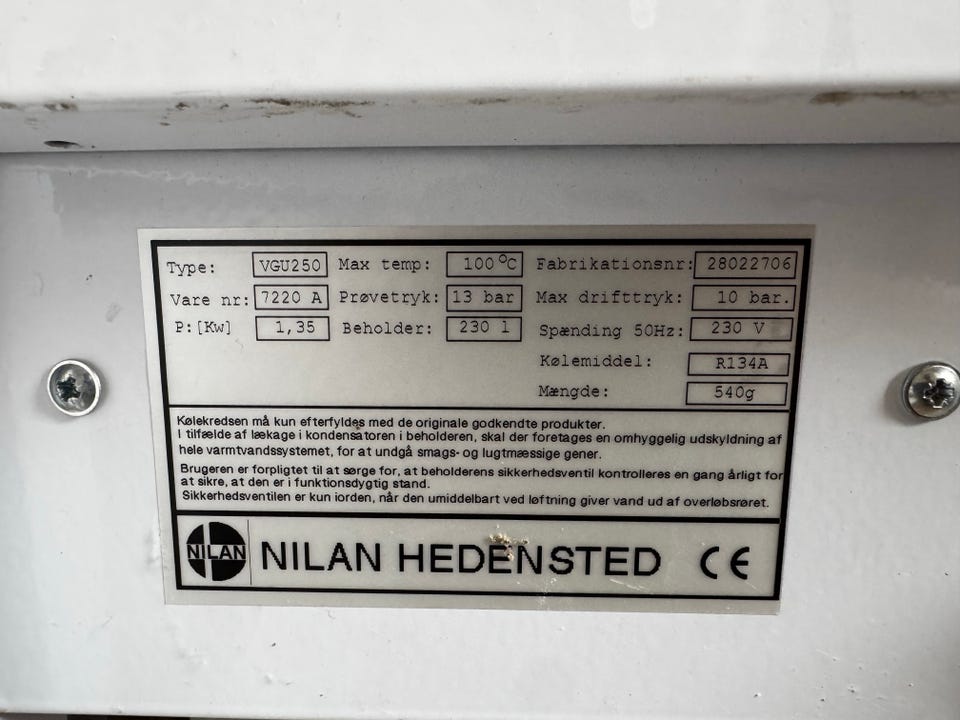 Type: VGU250 Max temp: 100°C Fabrikationsnr: 28022706
Vare nr: 7220 A Prøvetryk: 13 bar Max drifttryk: 10 bar.
P:[Kw] 1,35 Beholder: 230 l Spænding 50Hz: 230 V
Kølemiddel: R134A
Mængde: 540g
Kølekredsen må kun efterfyldes med de originale godkendte produkter.
I tilfælde af lækage i kondensatoren i beholderen, skal der foretages en omhyggelig udskyldning af
hele varmtvandssystemet, for at undgå smags- og lugtmæssige gener.
Brugeren er forpligtet til at sørge for, at beholderens sikkerhedsventil kontrolleres en gang årligt for
at sikre, at den er i funktionsdygtig stand.
Sikkerhedsventilen er kun iorden, når den umiddelbart ved løftning giver vand ud af overløbsrøret.
NILAN NILAN HEDENSTED CE